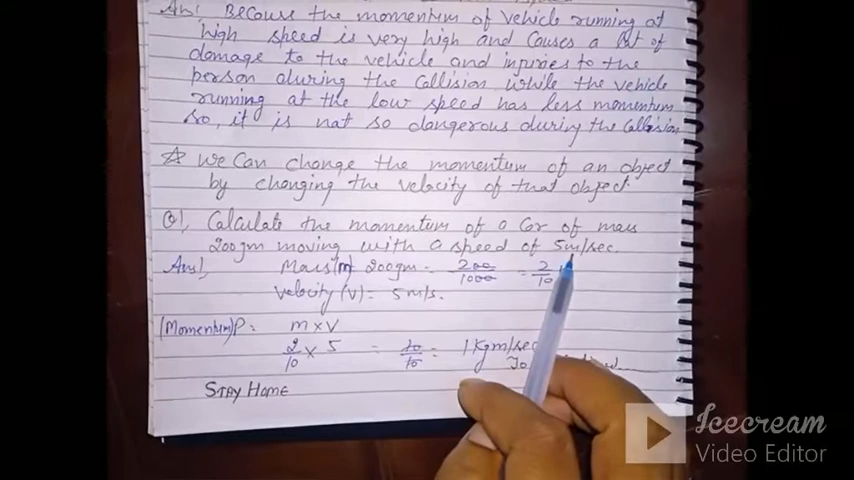 Ans! Because the momentum of vehicle running at
high speed is very high and causes a lot of
damage to the vehicle and injuries to the
person during the collision while the vehicle
running at the low speed has less momentum
so, it is not so dangerous during the collision
☆ We can change the momentum of an object
by changing the velocity of that object.
Q!, Calculate the momentum of a Car of mass
200gm moving with a speed of 5m/sec.
Ans!, Mass(m) 200gm - 200/1000 = 2/10
Velocity (V) = 5 m/s.
(Momentum)P = m×V
2/10 × 5 = 10/10 = 1 Kgm/sec
To
STAY HOME
Icecream
Video Editor